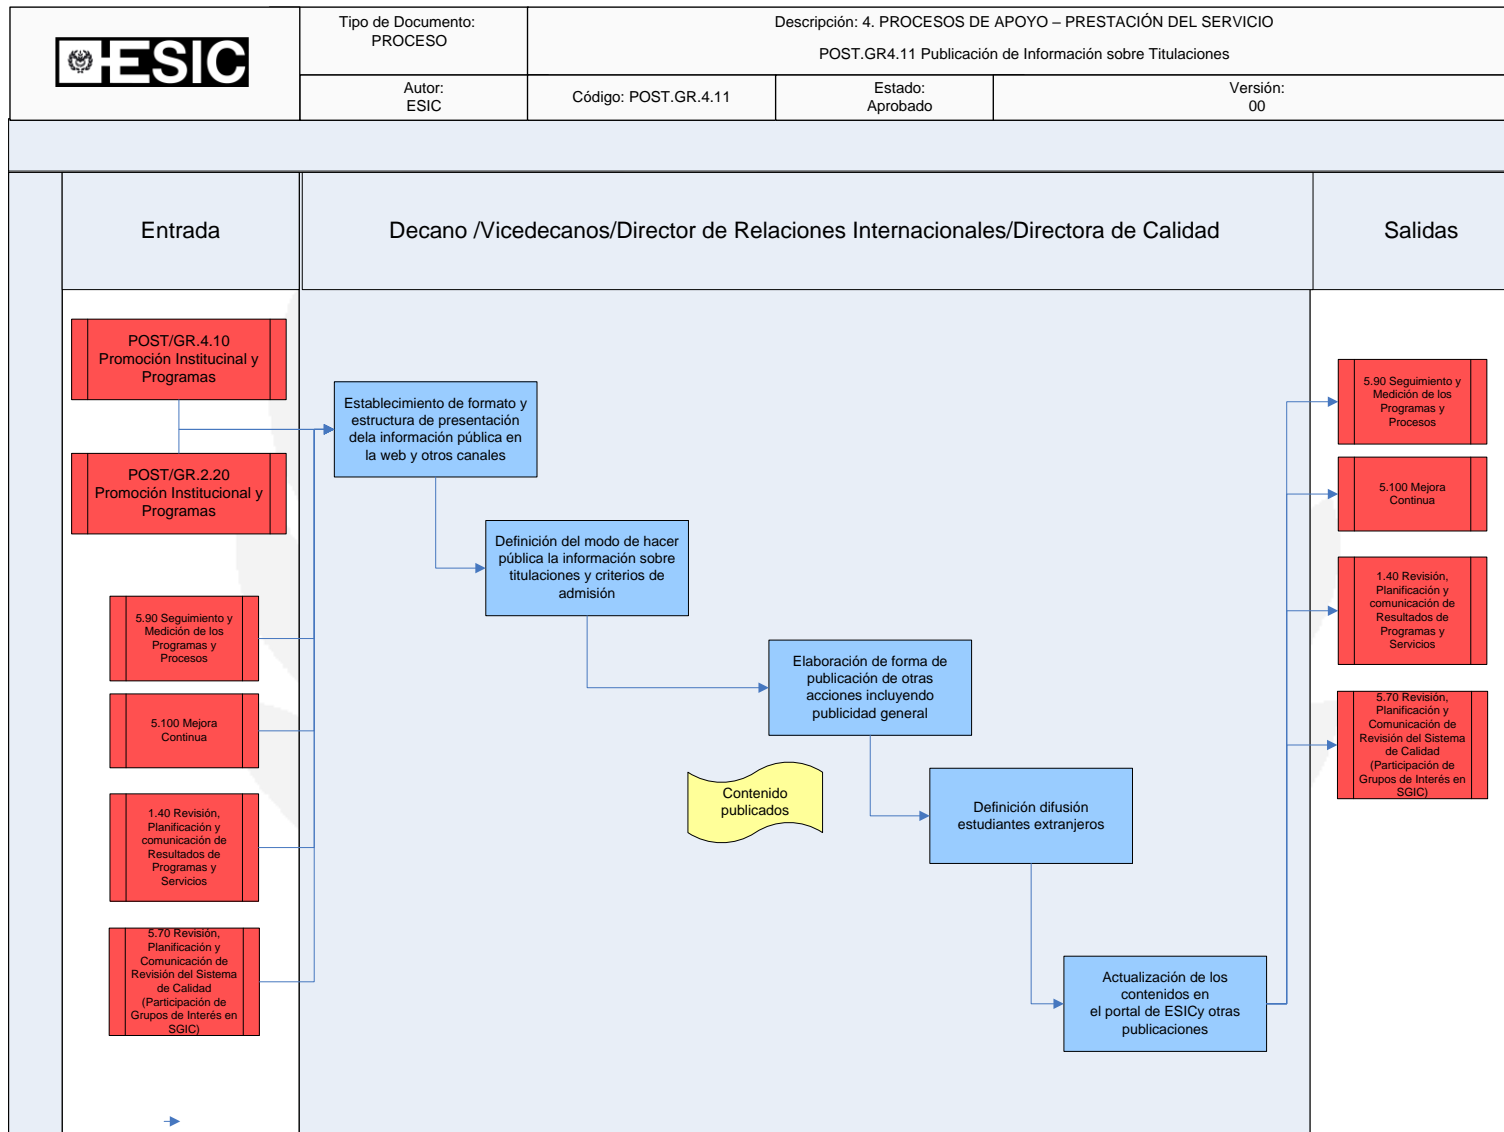 ESIC
Tipo de Documento:
PROCESO
Descripción: 4. PROCESOS DE APOYO – PRESTACIÓN DEL SERVICIO
POST.GR4.11 Publicación de Información sobre Titulaciones
Autor:
ESIC
Código: POST.GR.4.11
Estado:
Aprobado
Versión:
00
Entrada
Decano /Vicedecanos/Director de Relaciones Internacionales/Directora de Calidad
Salidas
POST/GR.4.10
Promoción Institucinal y
Programas
POST/GR.2.20
Promoción Institucional y
Programas
5.90 Seguimiento y
Medición de los
Programas y
Procesos
5.100 Mejora
Continua
1.40 Revisión,
Planificación y
comunicación de
Resultados de
Programas y
Servicios
5.70 Revisión,
Planificación y
Comunicación de
Revisión del Sistema
de Calidad
(Participación de
Grupos de Interés en
SGIC)
Establecimiento de formato y
estructura de presentación
dela información pública en
la web y otros canales
Definición del modo de hacer
pública la información sobre
titulaciones y criterios de
admisión
Elaboración de forma de
publicación de otras
acciones incluyendo
publicidad general
Contenido
publicados
Definición difusión
estudiantes extranjeros
Actualización de los
contenidos en
el portal de ESICy otras
publicaciones
5.90 Seguimiento y
Medición de los
Programas y
Procesos
5.100 Mejora
Continua
1.40 Revisión,
Planificación y
comunicación de
Resultados de
Programas y
Servicios
5.70 Revisión,
Planificación y
Comunicación de
Revisión del Sistema
de Calidad
(Participación de
Grupos de Interés en
SGIC)